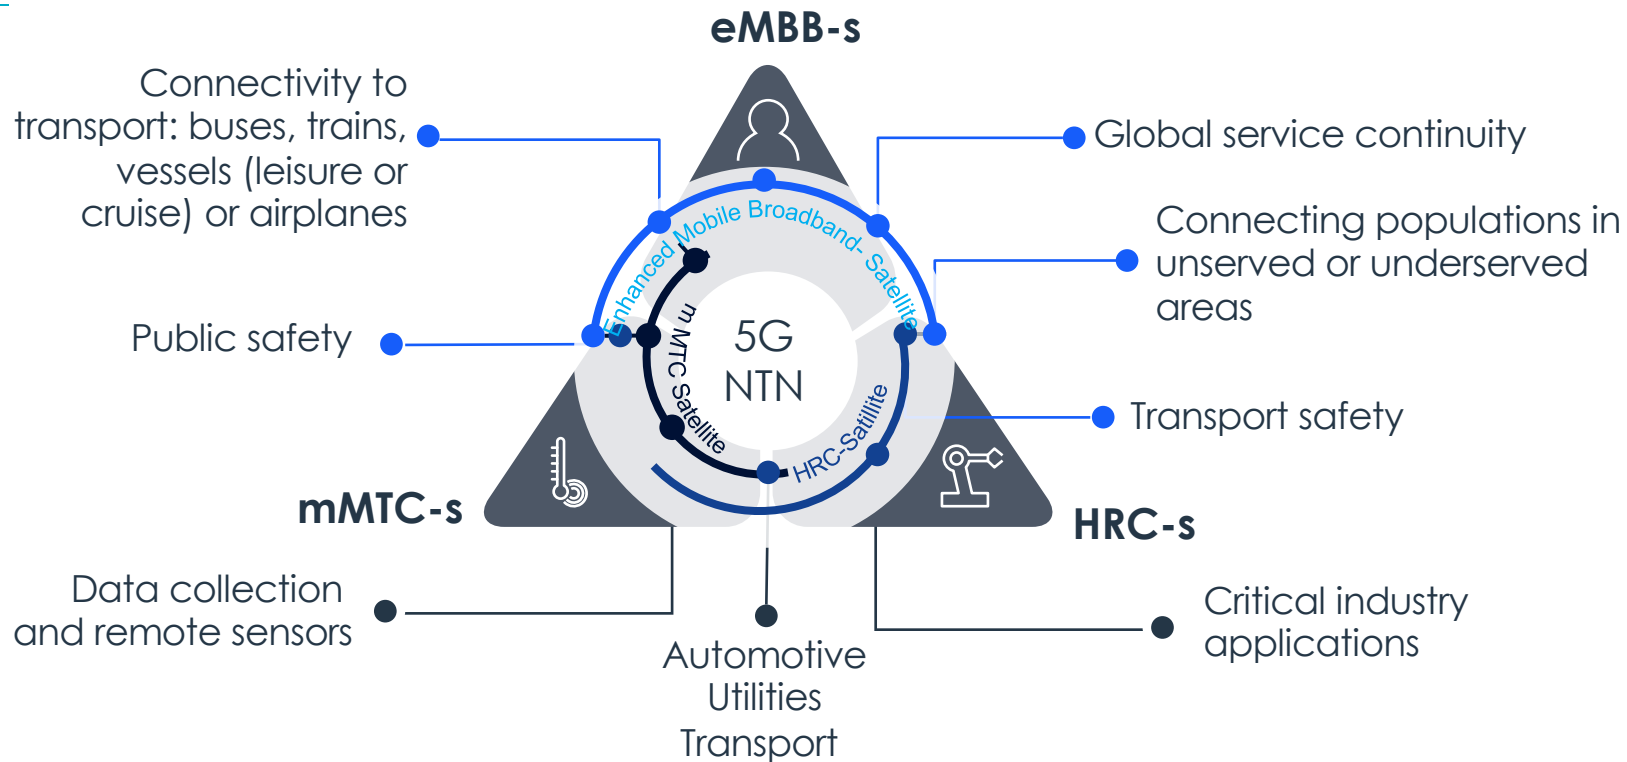 eMBB-s
Connectivity to
transport: buses, trains,
vessels (leisure or
cruise) or airplanes
Global service continuity
Connecting populations in
unserved or underserved
areas
Enhanced Mobile Broadband- Satellite
Public safety
m MTC Satellite
5G
NTN
HRC-Satillite
Transport safety
mMTC-s
HRC-s
Data collection
and remote sensors
Automotive
Utilities
Transport
Critical industry
applications